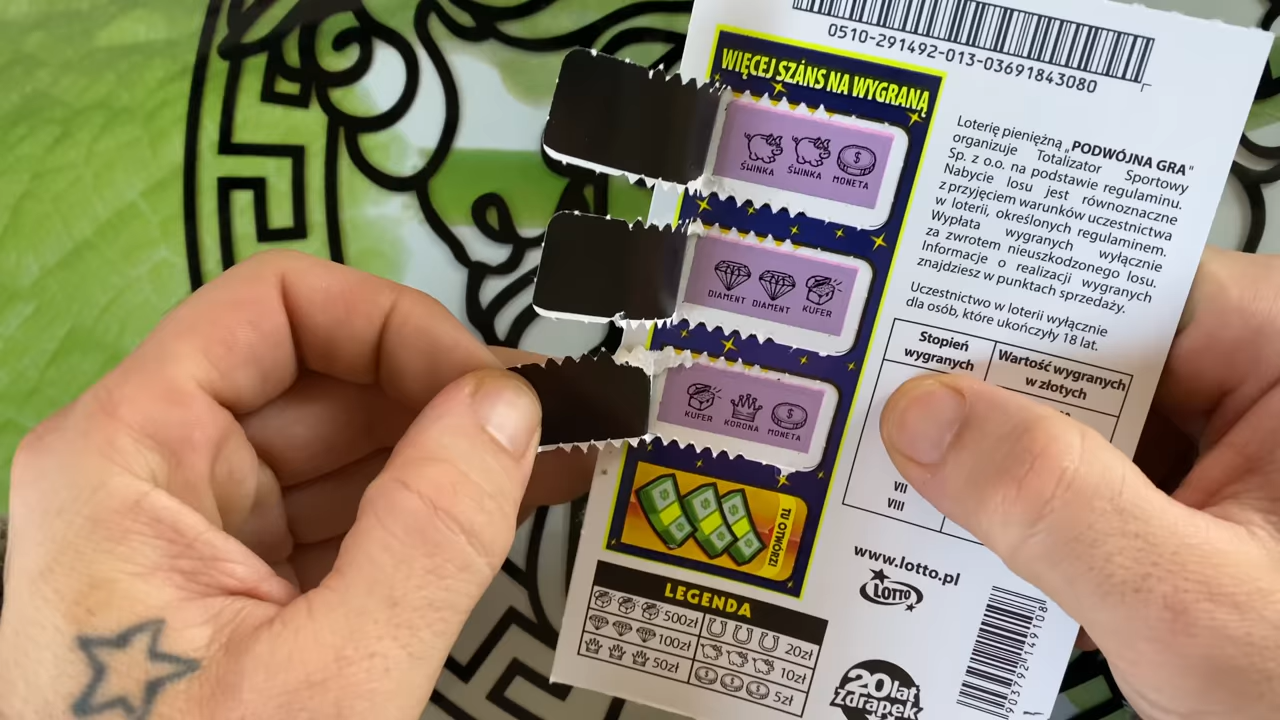 0510-291492-013-03691843080
WIĘCEJ SZANS NA WYGRANĄ
ŚWINKA ŚWINKA MONETA
DIAMENT DIAMENT KUFER
KUFER KORONA MONETA
TU OTWÓRZ!
LEGENDA
500zł
100zł
50zł
20zł
10zł
5zł
Loterię pieniężną „PODWÓJNA GRA"
organizuje Totalizator Sportowy
Sp. z o.o. na podstawie regulaminu.
Nabycie losu jest równoznaczne
z przyjęciem warunków uczestnictwa
w loterii, określonych regulaminem.
Wypłata wygranych wyłącznie
za zwrotem nieuszkodzonego losu.
Informacje o realizacji wygranych
znajdziesz w punktach sprzedaży.
Uczestnictwo w loterii wyłącznie
dla osób, które ukończyły 18 lat.
Stopień
wygranych
Wartość wygranych
w złotych
VII
VIII
www.lotto.pl
LOTTO
20 lat
zdrapek